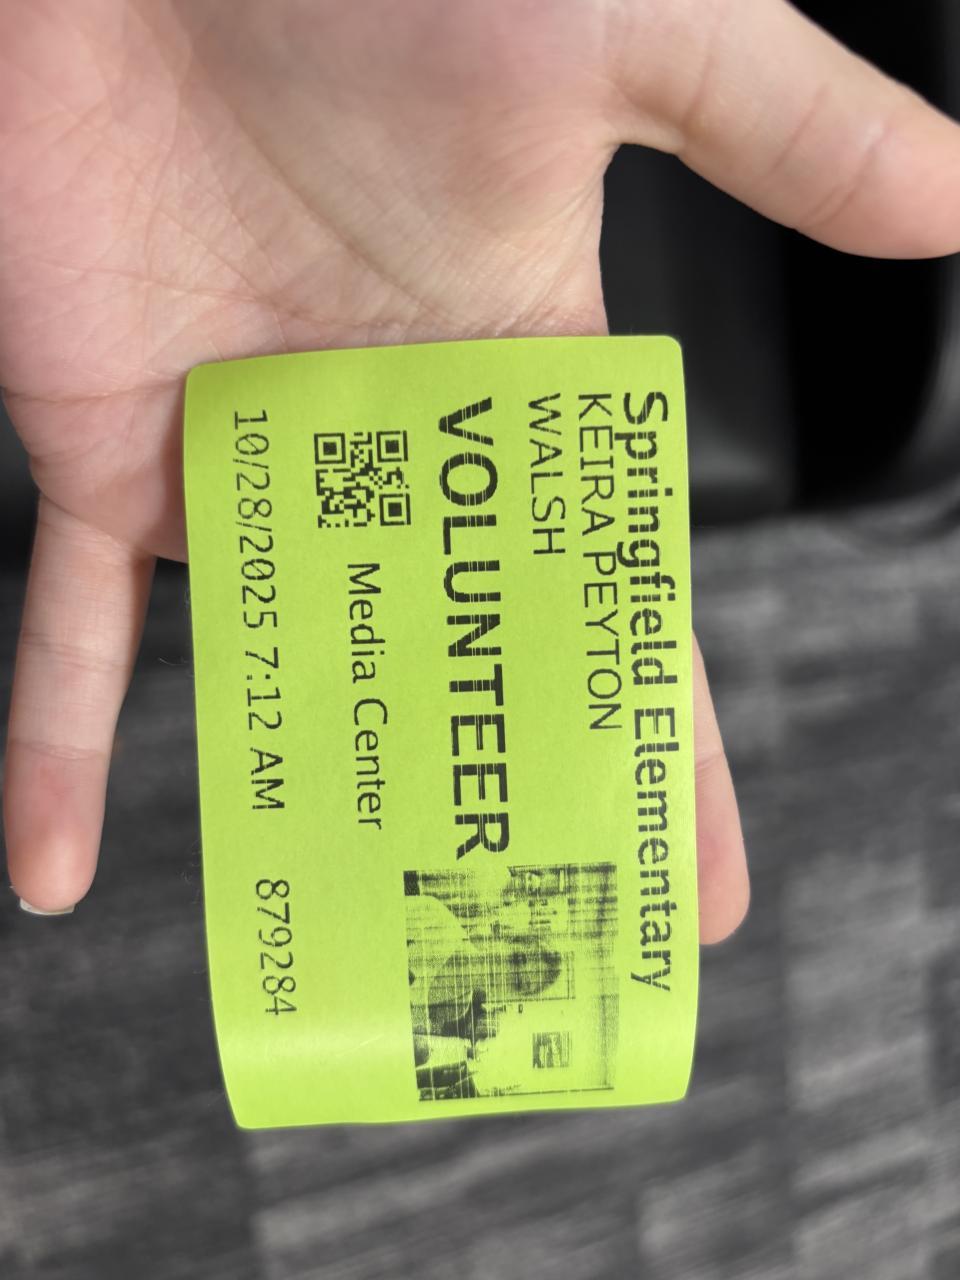 Springfield Elementary
KEIRA PEYTON
WALSH
VOLUNTEER
Media Center
10/28/2025 7:12 AM 879284